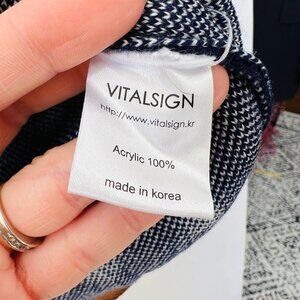 VITALSIGN
http://www.vitalsign.kr
Acrylic 100%
made in korea